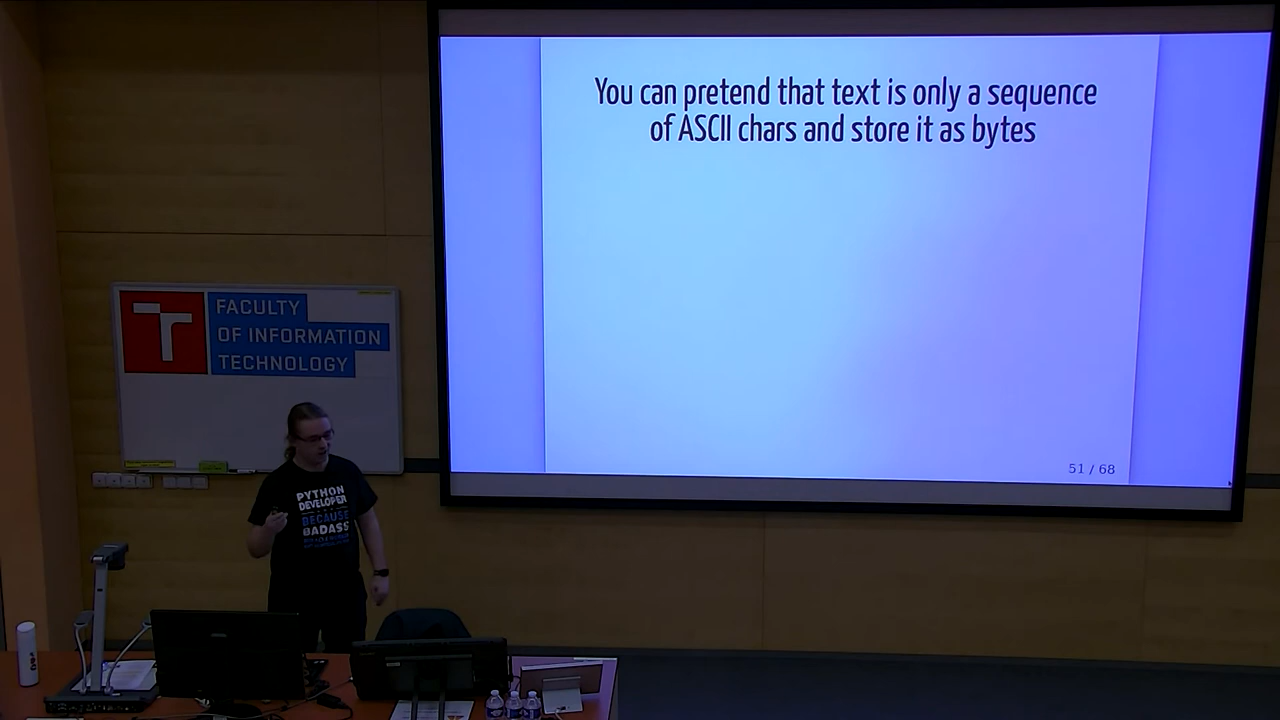 You can pretend that text is only a sequence
of ASCII chars and store it as bytes
51 / 68
FACULTY
OF INFORMATION
TECHNOLOGY
PYTHON
DEVELOPER
BECAUSE
BADASS